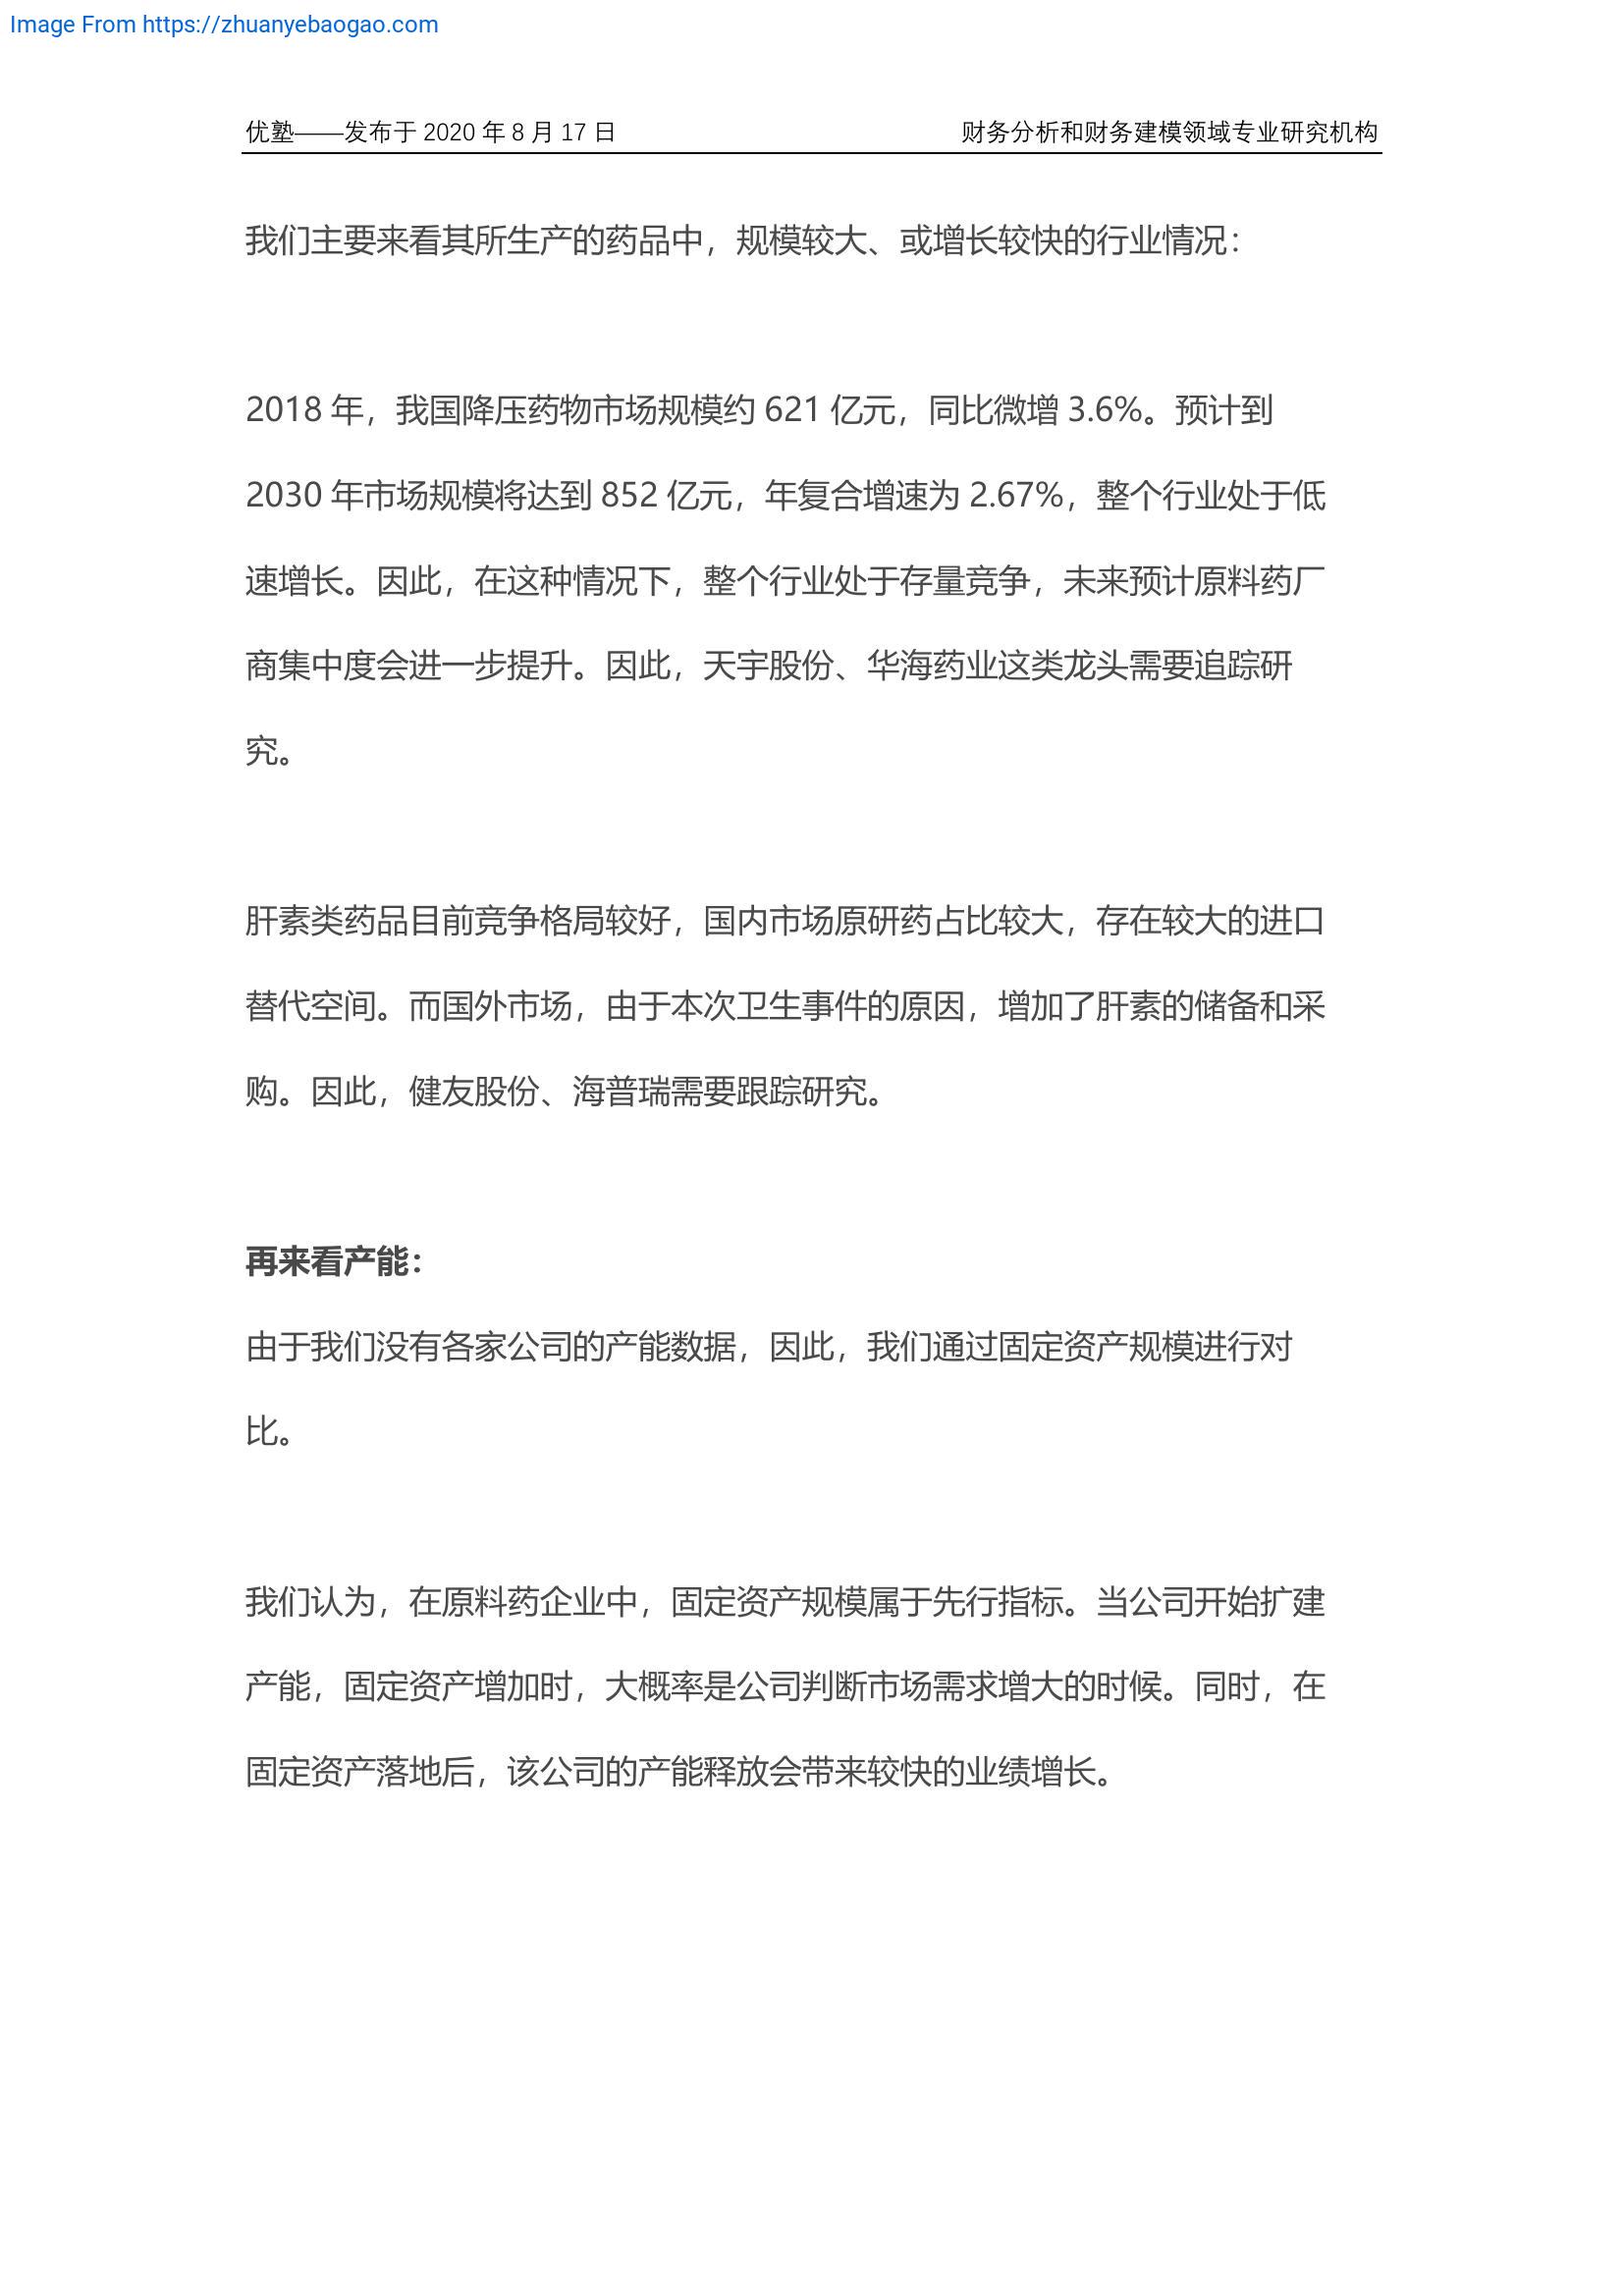 Image From https://zhuanyebaogao.com
优塾——发布于 2020 年 8 月 17 日 财务分析和财务建模领域专业研究机构
我们主要来看其所生产的药品中，规模较大、或增长较快的行业情况：
2018 年，我国降压药物市场规模约 621 亿元，同比微增 3.6%。预计到
2030 年市场规模将达到 852 亿元，年复合增速为 2.67%，整个行业处于低
速增长。因此，在这种情况下，整个行业处于存量竞争，未来预计原料药厂
商集中度会进一步提升。因此，天宇股份、华海药业这类龙头需要追踪研
究。
肝素类药品目前竞争格局较好，国内市场原研药占比较大，存在较大的进口
替代空间。而国外市场，由于本次卫生事件的原因，增加了肝素的储备和采
购。因此，健友股份、海普瑞需要跟踪研究。
再来看产能：
由于我们没有各家公司的产能数据，因此，我们通过固定资产规模进行对
比。
我们认为，在原料药企业中，固定资产规模属于先行指标。当公司开始扩建
产能，固定资产增加时，大概率是公司判断市场需求增大的时候。同时，在
固定资产落地后，该公司的产能释放会带来较快的业绩增长。